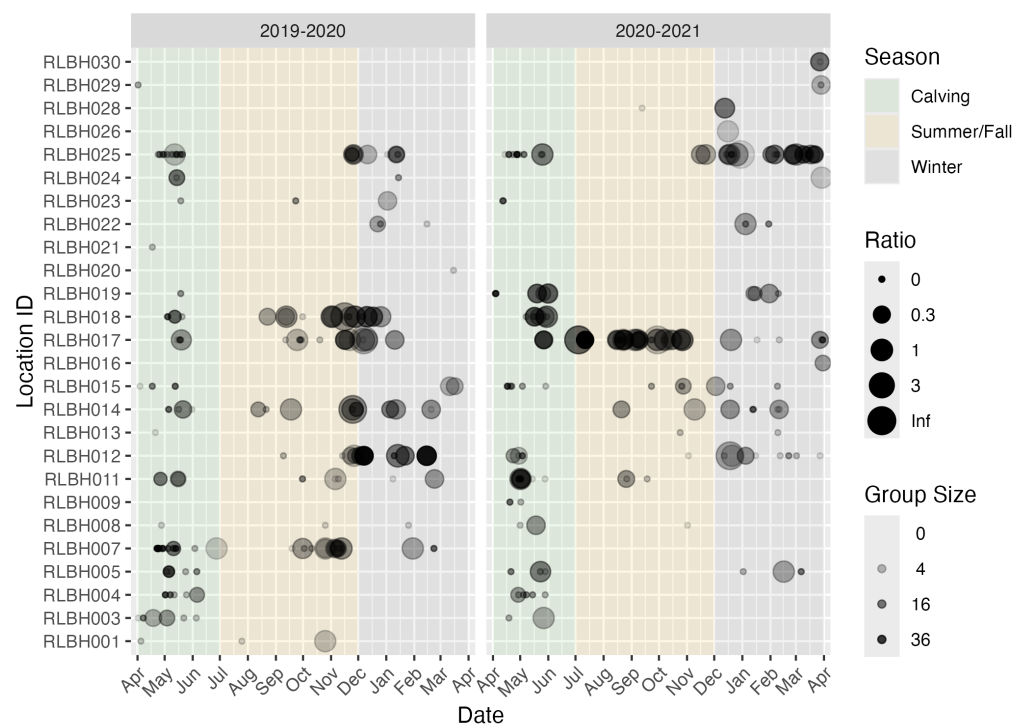 2019-2020
2020-2021
RLBH030
RLBH029
RLBH028
RLBH026
RLBH025
RLBH024
RLBH023
RLBH022
RLBH021
RLBH020
RLBH019
RLBH018
RLBH017
RLBH016
RLBH015
RLBH014
RLBH013
RLBH012
RLBH011
RLBH009
RLBH008
RLBH007
RLBH005
RLBH004
RLBH003
RLBH001
Location ID
Apr May Jun Jul Aug Sep Oct Nov Dec Jan Feb Mar Apr
Apr May Jun Jul Aug Sep Oct Nov Dec Jan Feb Mar Apr
Date
Season
Calving
Summer/Fall
Winter
Ratio
0
0.3
1
3
Inf
Group Size
0
4
16
36